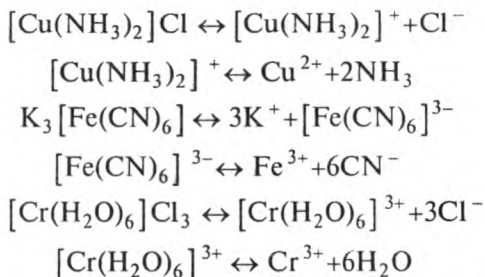 [Cu(NH₃)₂]Cl ↔ [Cu(NH₃)₂]⁺+Cl⁻
[Cu(NH₃)₂]⁺ ↔ Cu²⁺+2NH₃
K₃[Fe(CN)₆] ↔ 3K⁺+[Fe(CN)₆]³⁻
[Fe(CN)₆]³⁻ ↔ Fe³⁺+6CN⁻
[Cr(H₂O)₆]Cl₃ ↔ [Cr(H₂O)₆]³⁺+3Cl⁻
[Cr(H₂O)₆]³⁺ ↔ Cr³⁺+6H₂O